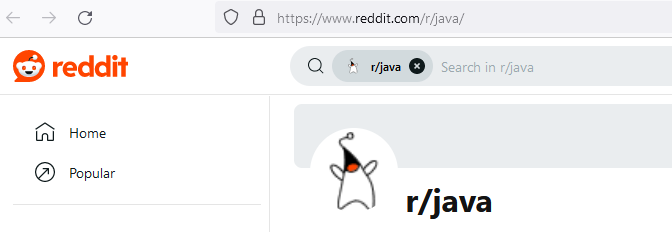 https://www.reddit.com/r/java/
reddit
r/java
Search in r/java
Home
Popular
r/java